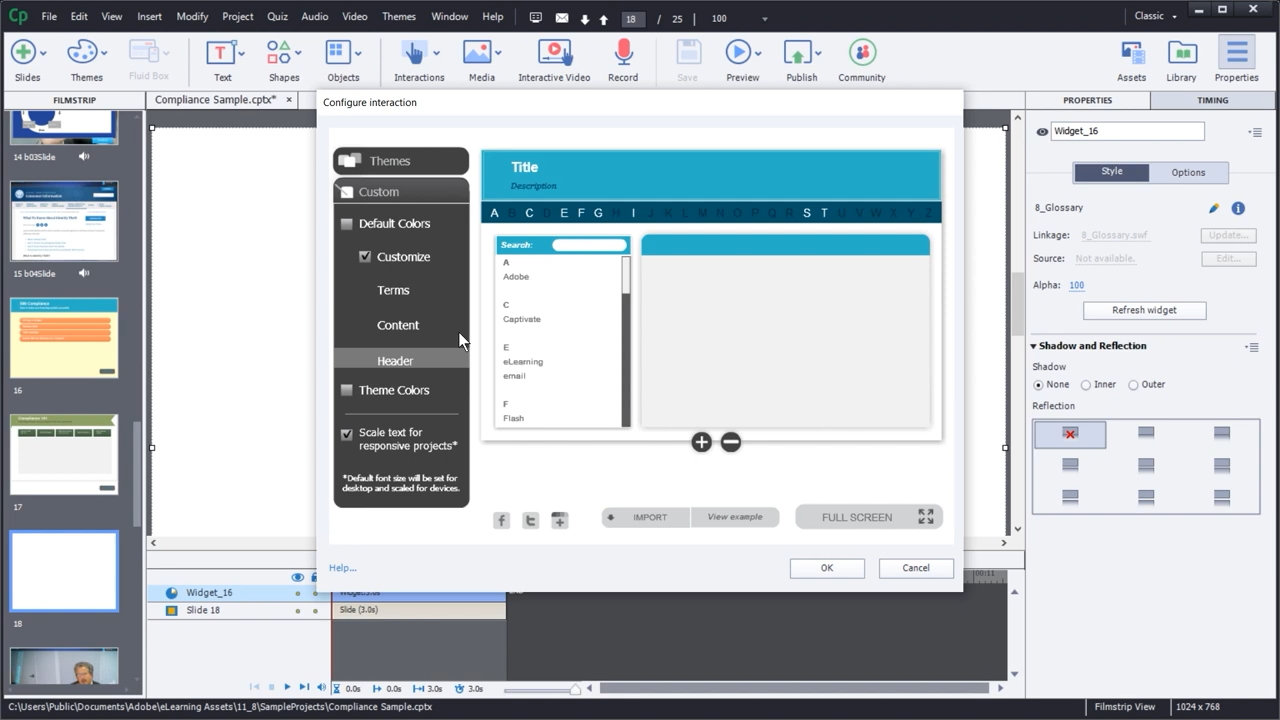 Cp File Edit View Insert Modify Project Quiz Audio Video Themes Window Help 18 / 25 100 Classic
Slides Themes Fluid Box Text Shapes Objects Interactions Media Interactive Video Record Save Preview Publish Community Assets Library Properties
FILMSTRIP
Compliance Sample.cptx* ×
PROPERTIES TIMING
14 b03Slide
15 b04Slide
16
17
18
Configure interaction
Themes
Custom
Default Colors
Customize
Terms
Content
Header
Theme Colors
Scale text for
responsive projects*
*Default font size will be set for
desktop and scaled for devices.
Title
Description
A B C D E F G H I J K L M N O P Q R S T U V W X Y Z
Search:
A
Adobe
C
Captivate
E
eLearning
email
F
Flash
IMPORT View example FULL SCREEN
Help... OK Cancel
Widget_16
Style Options
8_Glossary
Linkage: 8_Glossary.swf Update...
Source: Not available. Edit...
Alpha: 100
Refresh widget
Shadow and Reflection
Shadow
None Inner Outer
Reflection
00:11
Widget_16 Widget:3.0s
Slide 18 Slide (3.0s)
0.0s 0.0s 3.0s 3.0s
C:\Users\Public\Documents\Adobe\eLearning Assets\11_8\SampleProjects\Compliance Sample.cptx Filmstrip View 1024 x 768